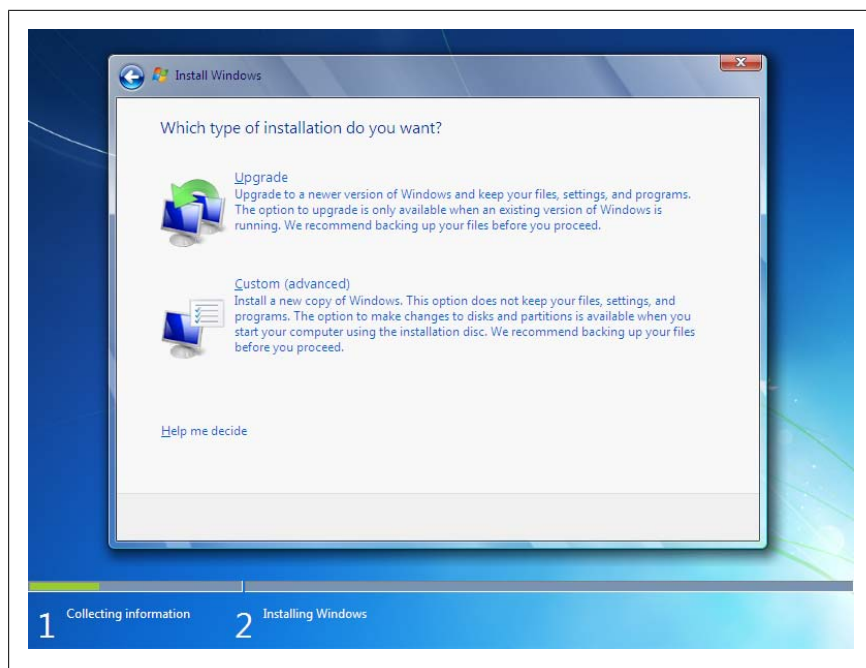 Install Windows
Which type of installation do you want?
Upgrade
Upgrade to a newer version of Windows and keep your files, settings, and programs.
The option to upgrade is only available when an existing version of Windows is
running. We recommend backing up your files before you proceed.
Custom (advanced)
Install a new copy of Windows. This option does not keep your files, settings, and
programs. The option to make changes to disks and partitions is available when you
start your computer using the installation disc. We recommend backing up your files
before you proceed.
Help me decide
1 Collecting information
2 Installing Windows